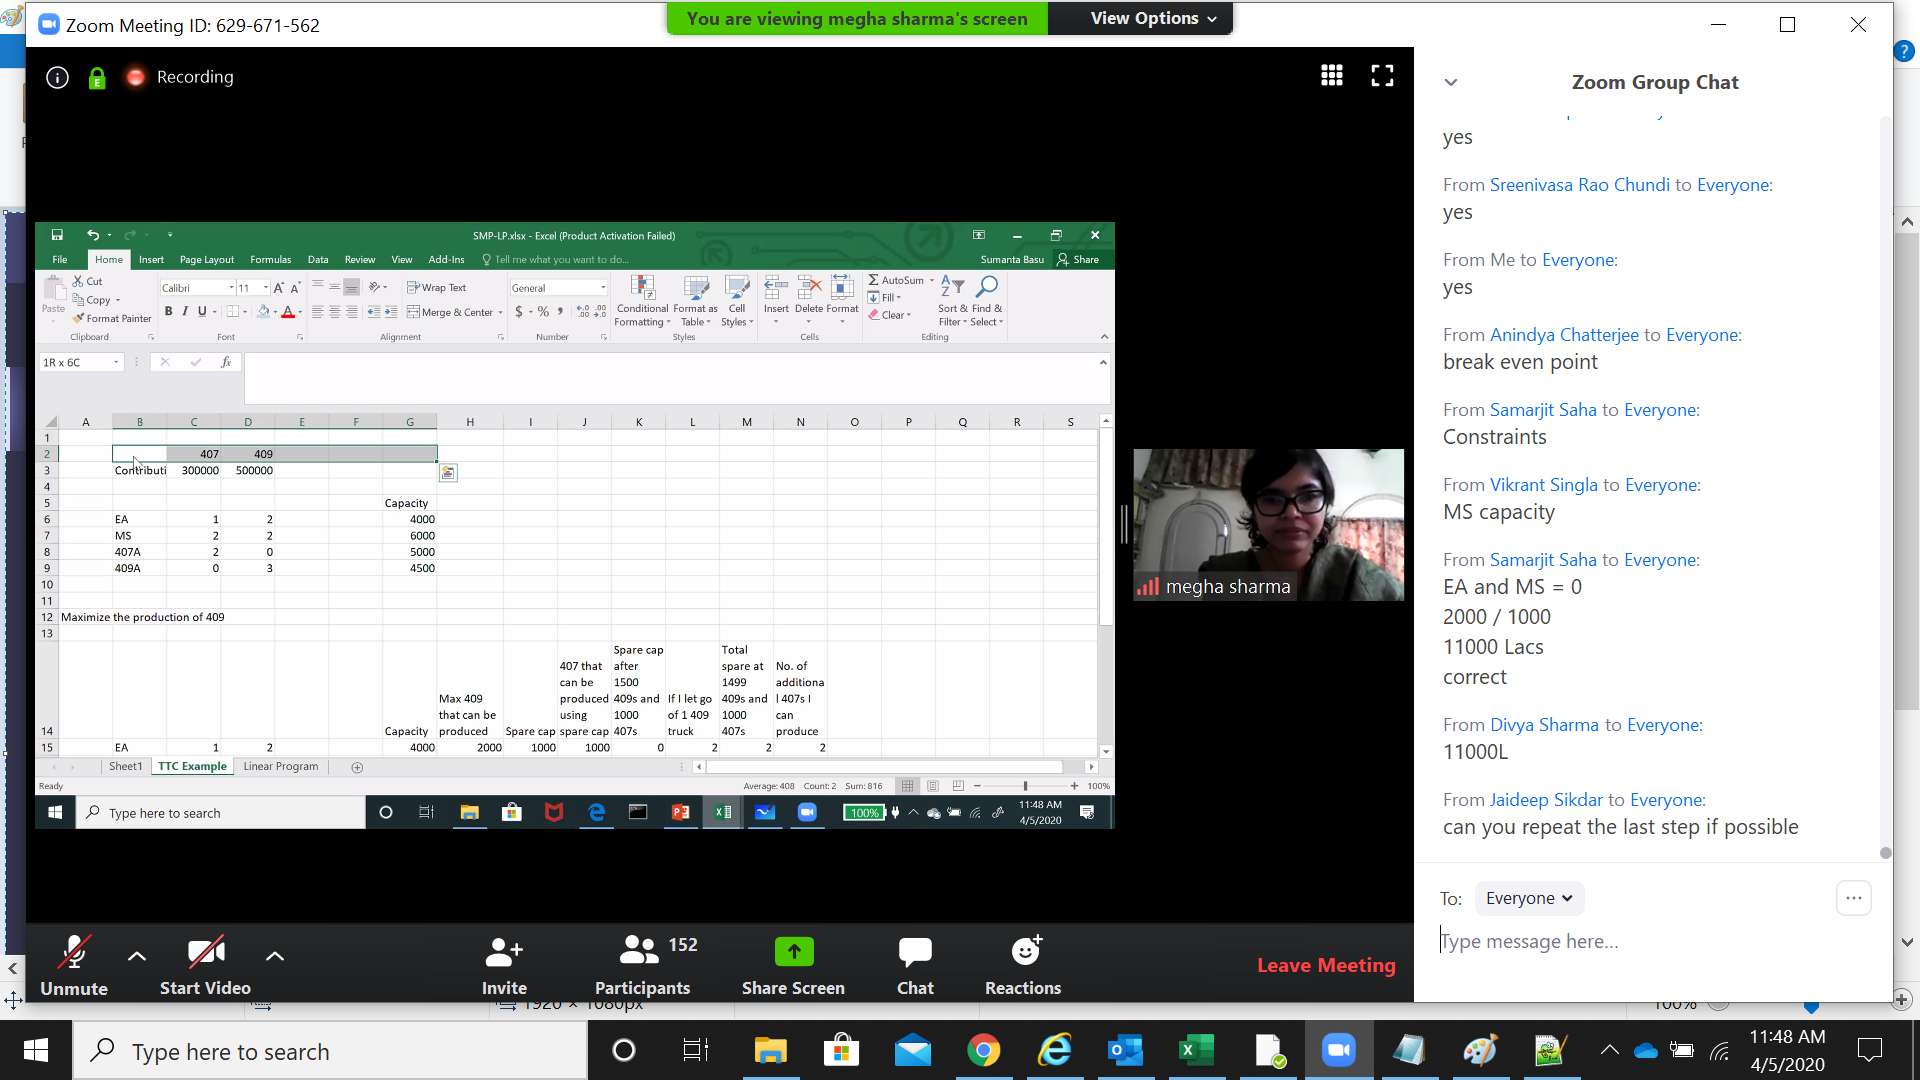 Zoom Meeting ID: 629-671-562
You are viewing megha sharma's screen
View Options
Recording
SMP-LP.xlsx - Excel (Product Activation Failed)
File Home Insert Page Layout Formulas Data Review View Add-Ins Tell me what you want to do...
Sumanta Basu Share
Cut
Copy
Format Painter
Paste
Clipboard
Calibri 11
B I U
Font
Wrap Text
Merge & Center
Alignment
General
$ %
Number
Conditional Formatting
Format as Table
Cell Styles
Styles
Insert Delete Format
Cells
AutoSum
Fill
Clear
Sort & Filter
Find & Select
Editing
1R x 6C
fx
A B C D E F G H I J K L M N O P Q R S
1
2 407 409
3 Contributi 300000 500000
4
5 Capacity
6 EA 1 2 4000
7 MS 2 2 6000
8 407A 2 0 5000
9 409A 0 3 4500
10
11
12 Maximize the production of 409
13
14 Capacity
Max 409 that can be produced
Spare cap
407 that can be produced using spare cap
Spare cap after 1500 409s and 1000 407s
If I let go of 1 409 truck
Total spare at 1499 409s and 1000 407s
No. of additiona l 407s I can produce
15 EA 1 2 4000 2000 1000 1000 0 2 2 2
Sheet1 TTC Example Linear Program
Ready
Average: 408 Count: 2 Sum: 816
100%
Type here to search
100%
11:48 AM
4/5/2020
megha sharma
Zoom Group Chat
yes
From Sreenivasa Rao Chundi to Everyone:
yes
From Me to Everyone:
yes
From Anindya Chatterjee to Everyone:
break even point
From Samarjit Saha to Everyone:
Constraints
From Vikrant Singla to Everyone:
MS capacity
From Samarjit Saha to Everyone:
EA and MS = 0
2000 / 1000
11000 Lacs
correct
From Divya Sharma to Everyone:
11000L
From Jaideep Sikdar to Everyone:
can you repeat the last step if possible
To: Everyone
Type message here...
Unmute
Start Video
Invite
Participants 152
Share Screen
Chat
Reactions
Leave Meeting
1920 × 1080px
100%
Type here to search
11:48 AM
4/5/2020